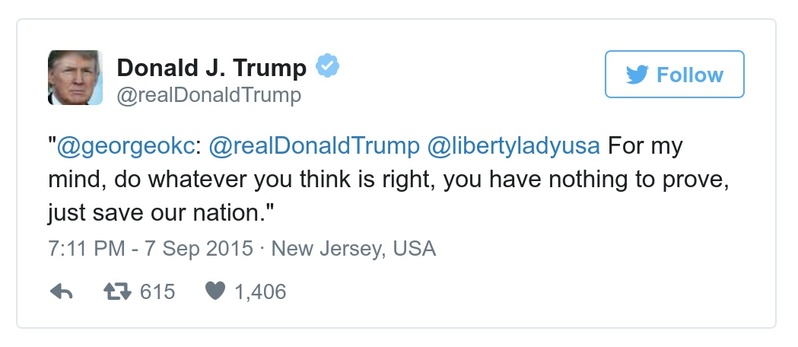 Donald J. Trump
Follow
@realDonaldTrump
"@georgeokc: @realDonaldTrump @libertyladyusa For my
mind, do whatever you think is right, you have nothing to prove,
just save our nation."
7:11 PM - 7 Sep 2015 · New Jersey, USA
615 1,406